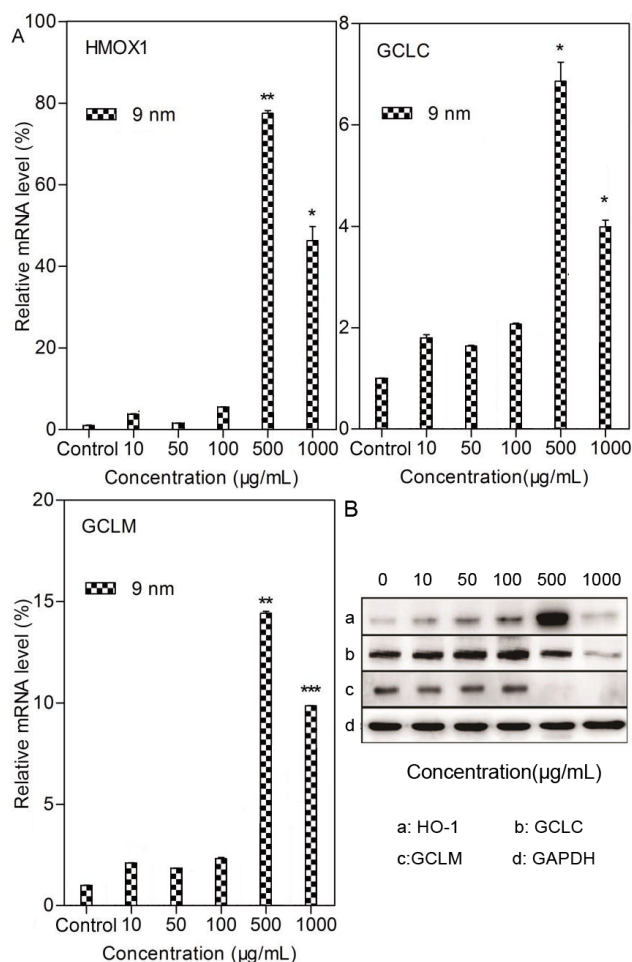 A
HMOX1
9 nm
**
*
Relative mRNA level (%)
100
80
60
40
20
0
Control 10 50 100 500 1000
Concentration (µg/mL)
GCLC
9 nm
*
*
8
6
4
2
0
Control 10 50 100 500 1000
Concentration(µg/mL)
GCLM
9 nm
**
***
Relative mRNA level (%)
20
15
10
5
0
Control 10 50 100 500 1000
Concentration (µg/mL)
B
0 10 50 100 500 1000
a
b
c
d
Concentration(µg/mL)
a: HO-1 b: GCLC
c:GCLM d: GAPDH